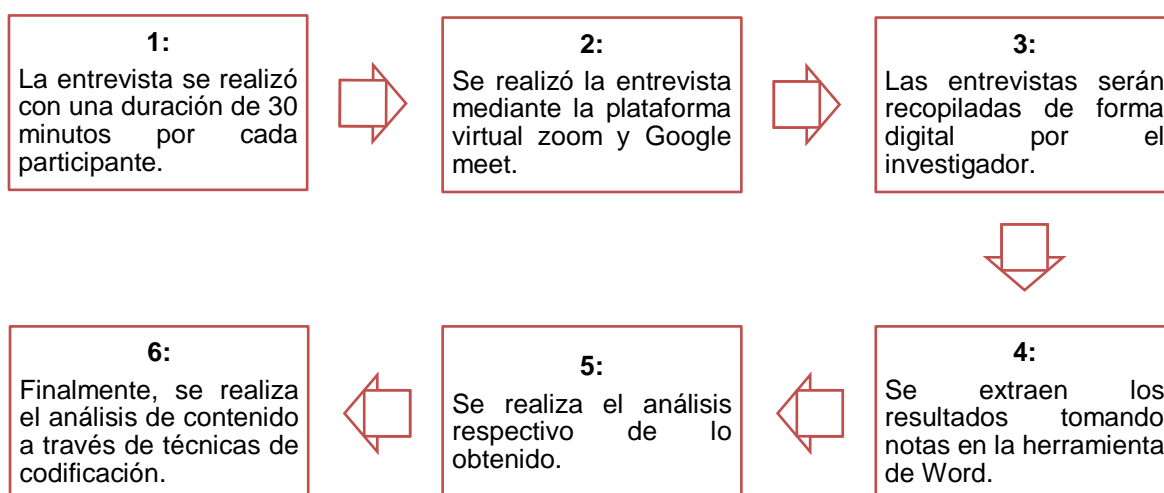 1:
La entrevista se realizó
con una duración de 30
minutos por cada
participante.
2:
Se realizó la entrevista
mediante la plataforma
virtual zoom y Google
meet.
3:
Las entrevistas serán
recopiladas de forma
digital por el
investigador.
4:
Se extraen los
resultados tomando
notas en la herramienta
de Word.
5:
Se realiza el análisis
respectivo de lo
obtenido.
6:
Finalmente, se realiza
el análisis de contenido
a través de técnicas de
codificación.